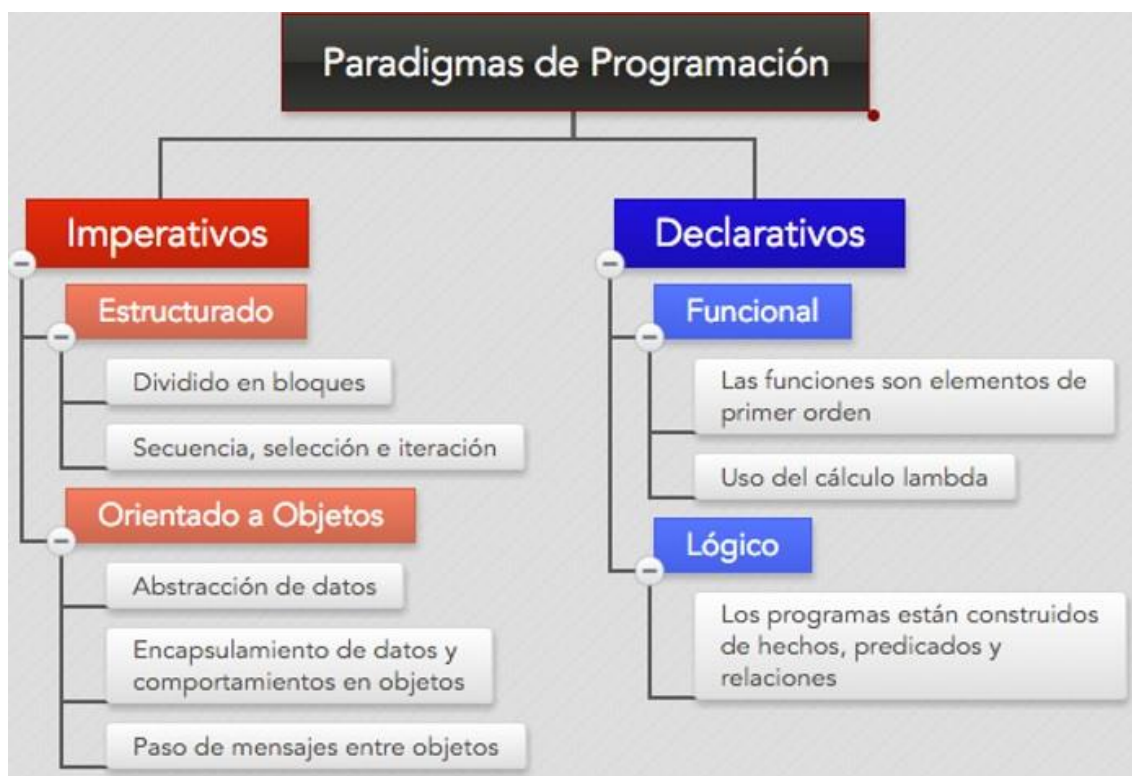 Paradigmas de Programación
Imperativos
Estructurado
Dividido en bloques
Secuencia, selección e iteración
Orientado a Objetos
Abstracción de datos
Encapsulamiento de datos y
comportamientos en objetos
Paso de mensajes entre objetos
Declarativos
Funcional
Las funciones son elementos de
primer orden
Uso del cálculo lambda
Lógico
Los programas están construidos
de hechos, predicados y
relaciones